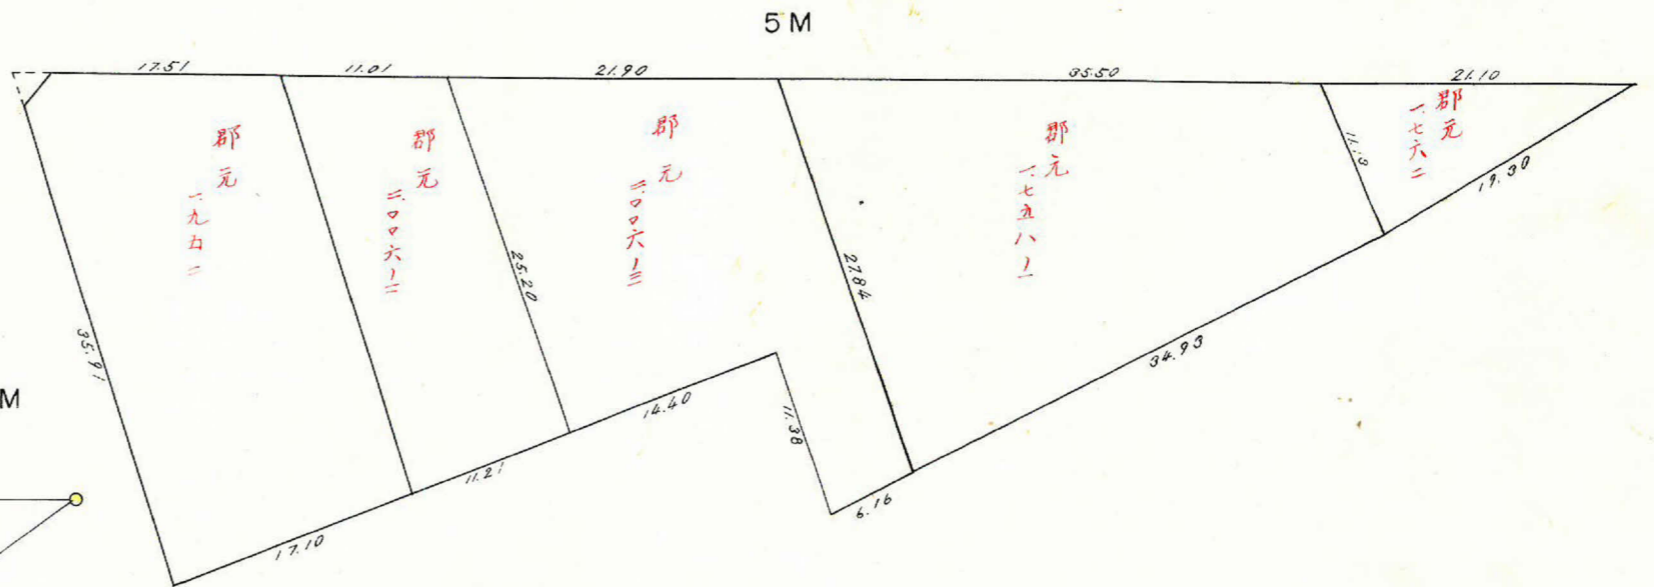 5M
17.51
11.01
21.90
35.50
21.10
郡元
一九五二
郡元
三〇〇六ノ二
郡元
三〇〇六ノ三
郡元
一七五八ノ一
郡元
一七六二
35.91
25.20
27.84
11.13
19.30
34.93
14.40
11.38
11.21
6.16
17.10
M